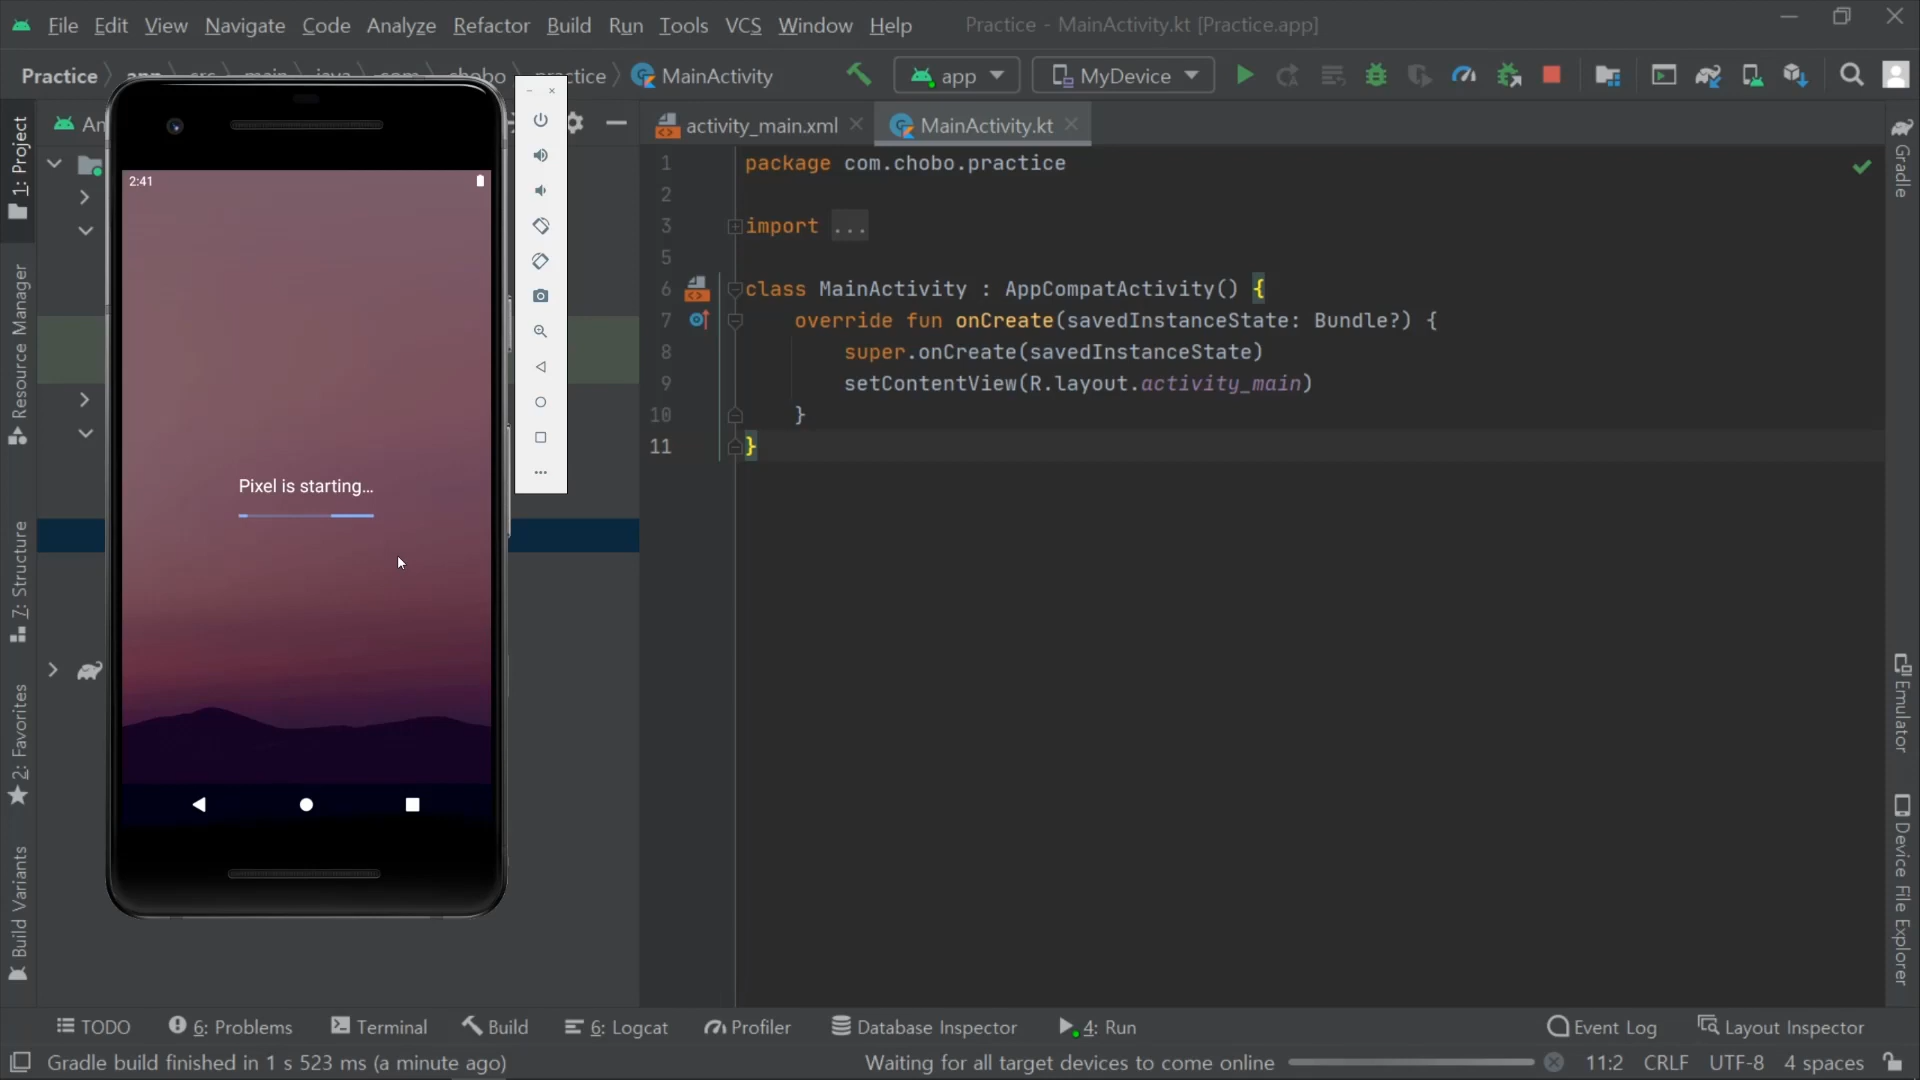 File Edit View Navigate Code Analyze Refactor Build Run Tools VCS Window Help Practice - MainActivity.kt [Practice.app]
Practice practice MainActivity app MyDevice
activity_main.xml MainActivity.kt
1: Project
Resource Manager
7: Structure
2: Favorites
Build Variants
2:41
Pixel is starting...
1 package com.chobo.practice
2
3 import ...
5
6 class MainActivity : AppCompatActivity() {
7 override fun onCreate(savedInstanceState: Bundle?) {
8 super.onCreate(savedInstanceState)
9 setContentView(R.layout.activity_main)
10 }
11 }
Gradle
Emulator
Device File Explorer
TODO 6: Problems Terminal Build 6: Logcat Profiler Database Inspector 4: Run Event Log Layout Inspector
Gradle build finished in 1 s 523 ms (a minute ago) Waiting for all target devices to come online 11:2 CRLF UTF-8 4 spaces